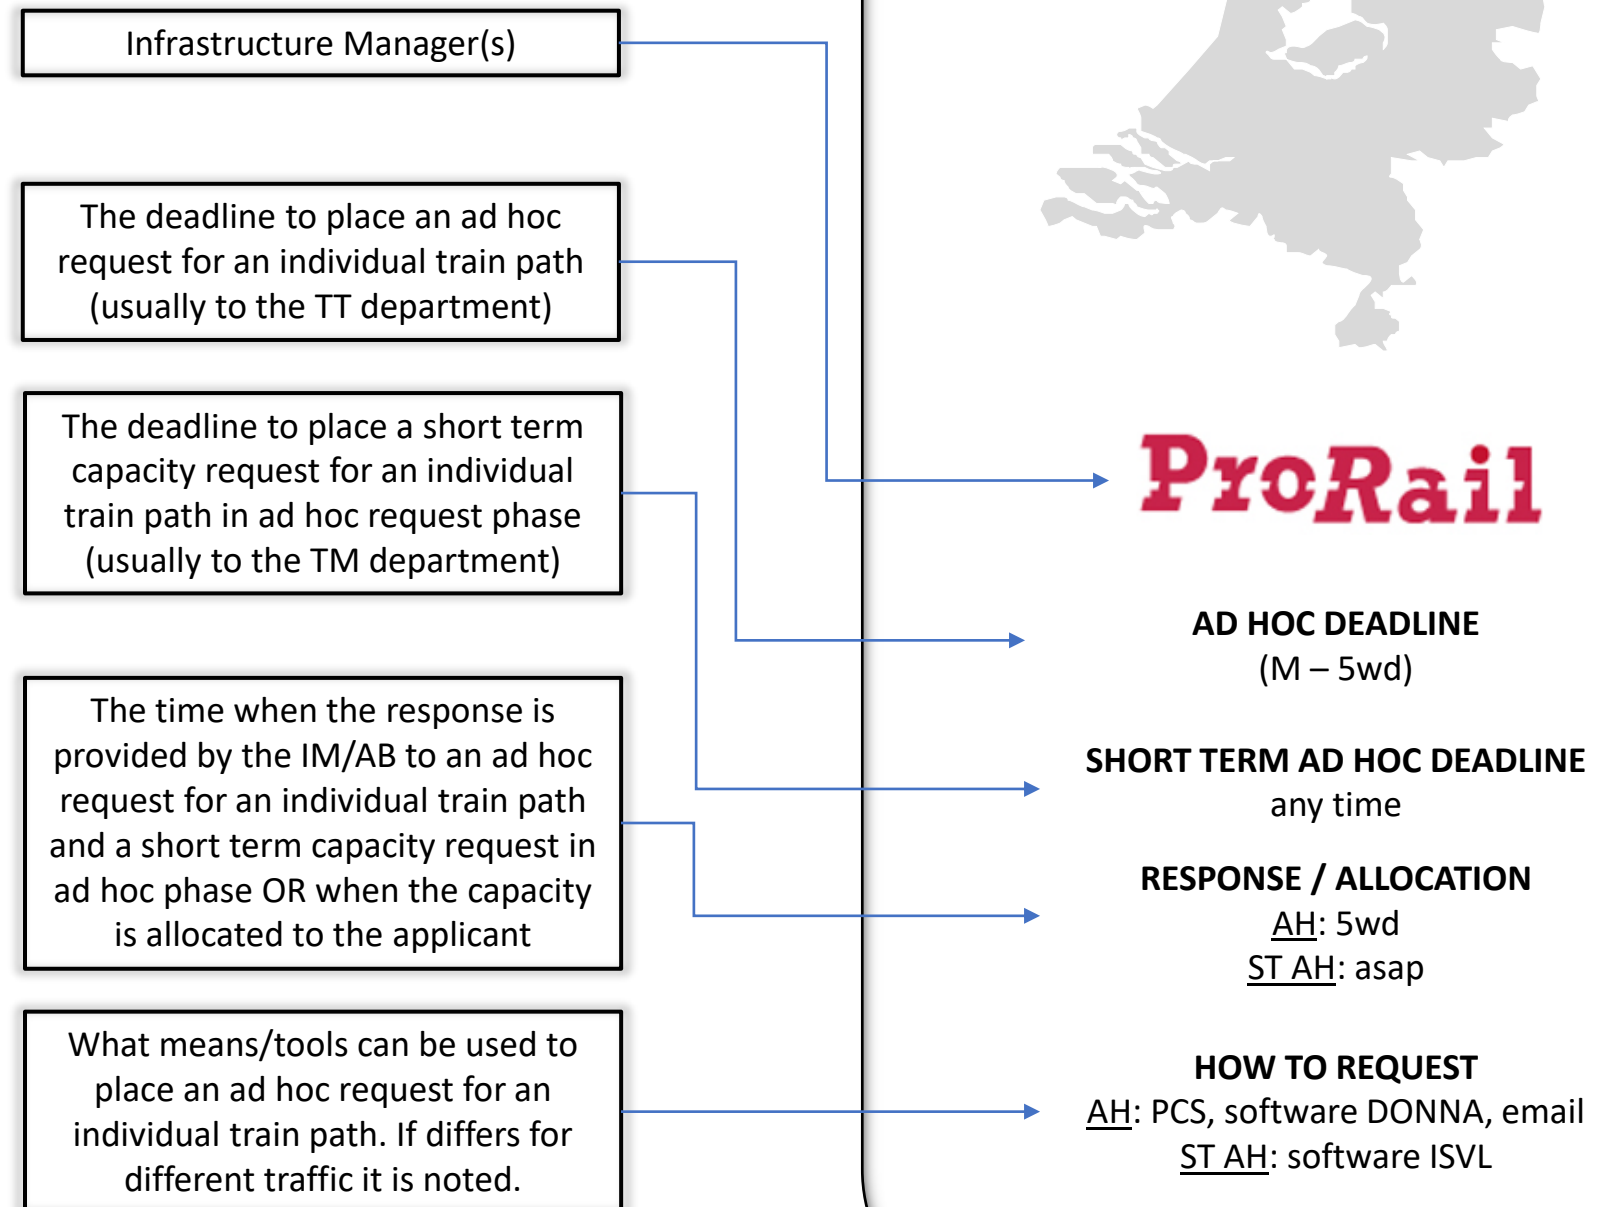 Infrastructure Manager(s)
The deadline to place an ad hoc
request for an individual train path
(usually to the TT department)
The deadline to place a short term
capacity request for an individual
train path in ad hoc request phase
(usually to the TM department)
The time when the response is
provided by the IM/AB to an ad hoc
request for an individual train path
and a short term capacity request in
ad hoc phase OR when the capacity
is allocated to the applicant
What means/tools can be used to
place an ad hoc request for an
individual train path. If differs for
different traffic it is noted.
ProRail
AD HOC DEADLINE
(M – 5wd)
SHORT TERM AD HOC DEADLINE
any time
RESPONSE / ALLOCATION
AH: 5wd
ST AH: asap
HOW TO REQUEST
AH: PCS, software DONNA, email
ST AH: software ISVL